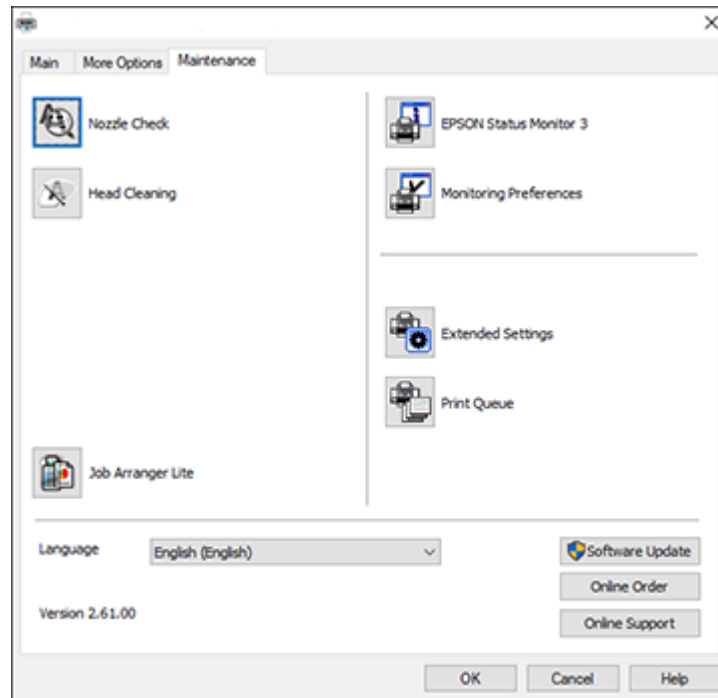 Main More Options Maintenance
Nozzle Check
Head Cleaning
Job Arranger Lite
EPSON Status Monitor 3
Monitoring Preferences
Extended Settings
Print Queue
Language English (English)
Version 2.61.00
Software Update
Online Order
Online Support
OK Cancel Help